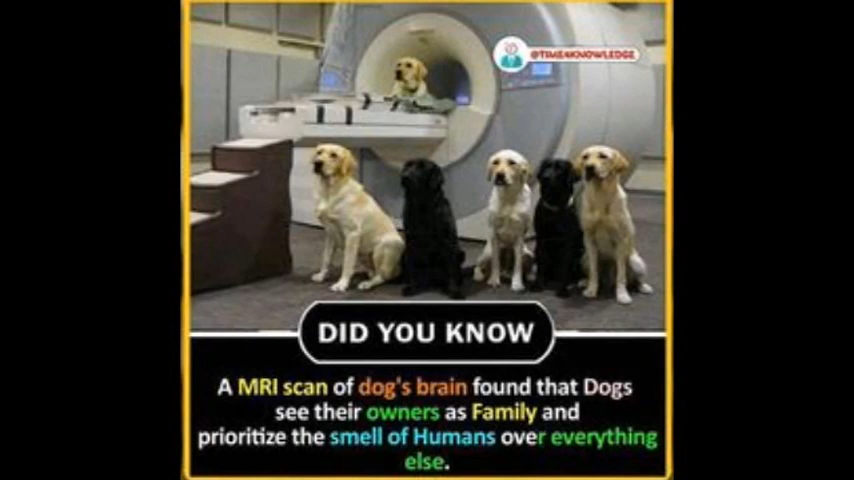 @TIME4KNOWLEDGE
DID YOU KNOW
A MRI scan of dog's brain found that Dogs
see their owners as Family and
prioritize the smell of Humans over everything
else.